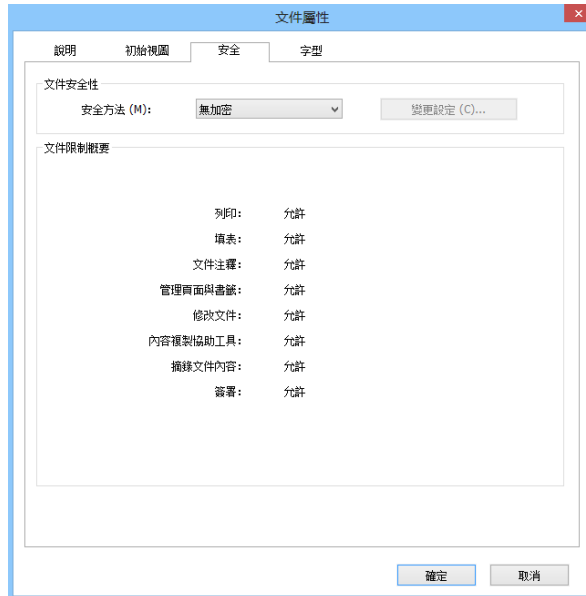 文件屬性
說明 初始視圖 安全 字型
文件安全性
安全方法 (M): 無加密 變更設定 (C)...
文件限制概要
列印: 允許
填表: 允許
文件注釋: 允許
管理頁面與書籤: 允許
修改文件: 允許
內容複製協助工具: 允許
摘錄文件內容: 允許
簽署: 允許
確定 取消